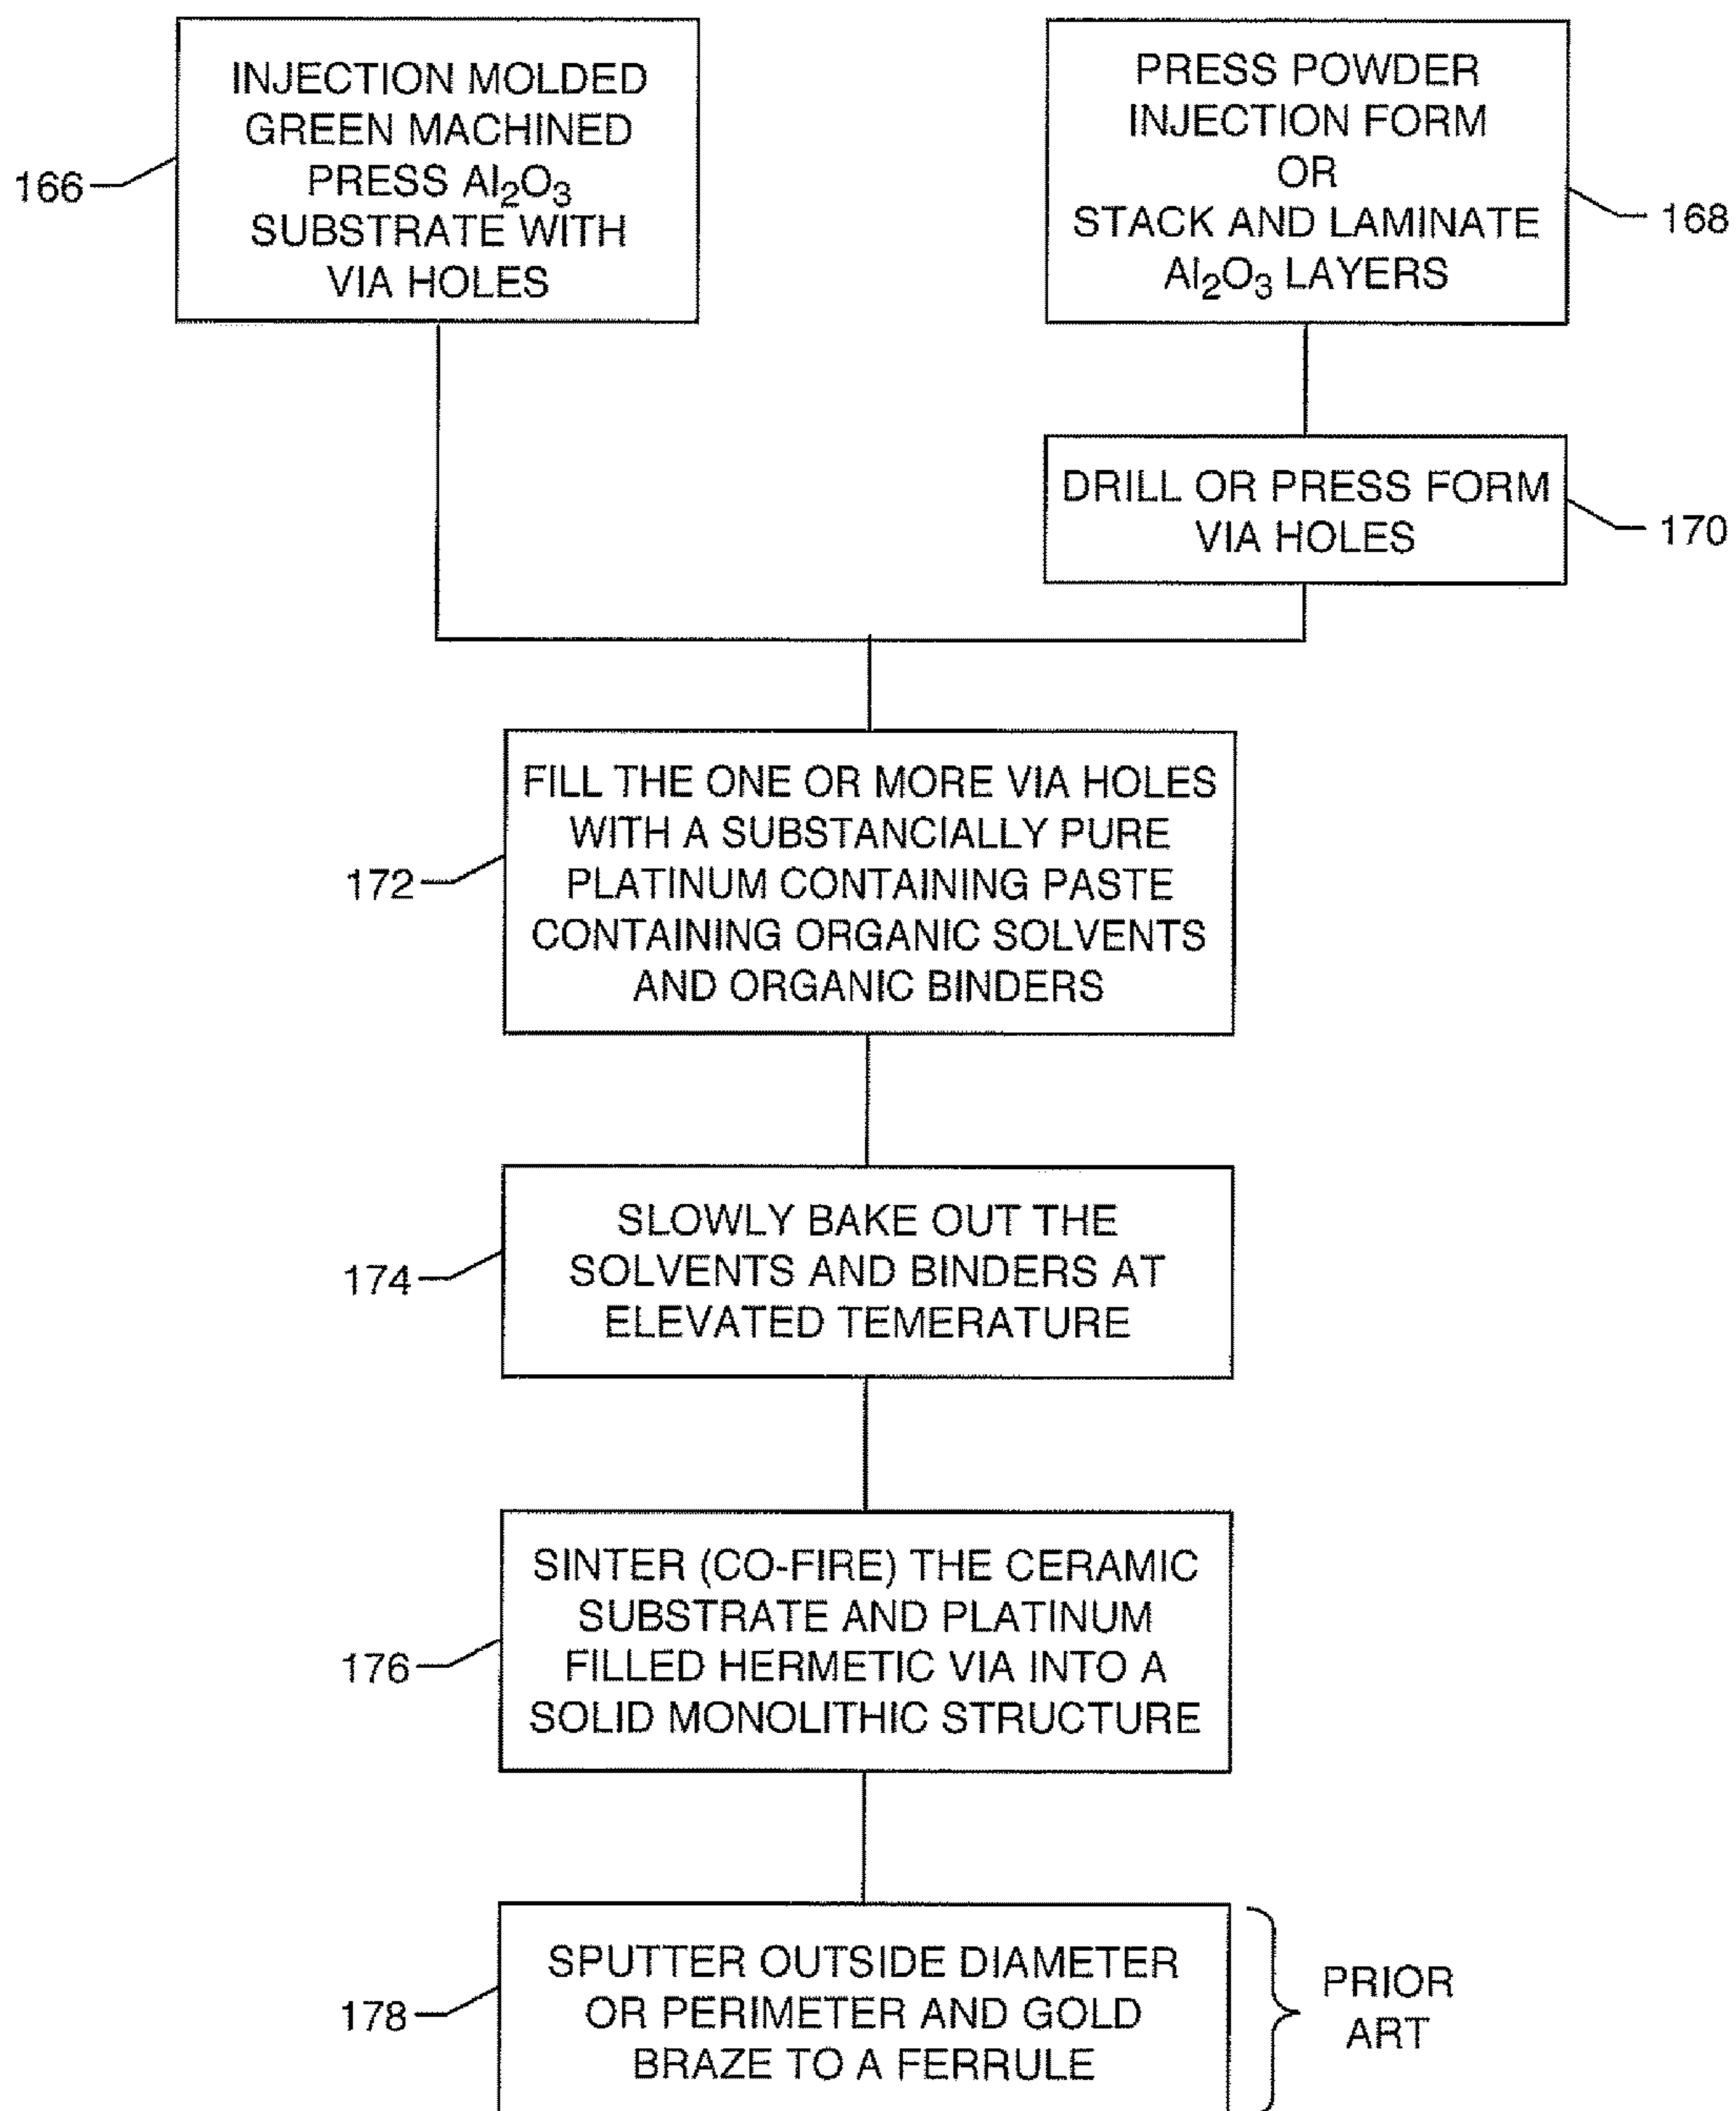 INJECTION MOLDED
GREEN MACHINED
PRESS Al₂O₃
SUBSTRATE WITH
VIA HOLES
166
PRESS POWDER
INJECTION FORM
OR
STACK AND LAMINATE
Al₂O₃ LAYERS
168
DRILL OR PRESS FORM
VIA HOLES
170
FILL THE ONE OR MORE VIA HOLES
WITH A SUBSTANCIALLY PURE
PLATINUM CONTAINING PASTE
CONTAINING ORGANIC SOLVENTS
AND ORGANIC BINDERS
172
SLOWLY BAKE OUT THE
SOLVENTS AND BINDERS AT
ELEVATED TEMERATURE
174
SINTER (CO-FIRE) THE CERAMIC
SUBSTRATE AND PLATINUM
FILLED HERMETIC VIA INTO A
SOLID MONOLITHIC STRUCTURE
176
SPUTTER OUTSIDE DIAMETER
OR PERIMETER AND GOLD
BRAZE TO A FERRULE
178
PRIOR
ART